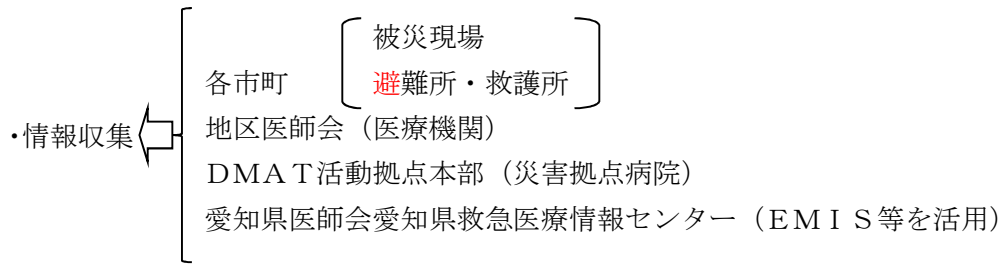 被災現場
各市町 避難所・救護所
地区医師会（医療機関）
・情報収集
ＤＭＡＴ活動拠点本部（災害拠点病院）
愛知県医師会愛知県救急医療情報センター（ＥＭＩＳ等を活用）